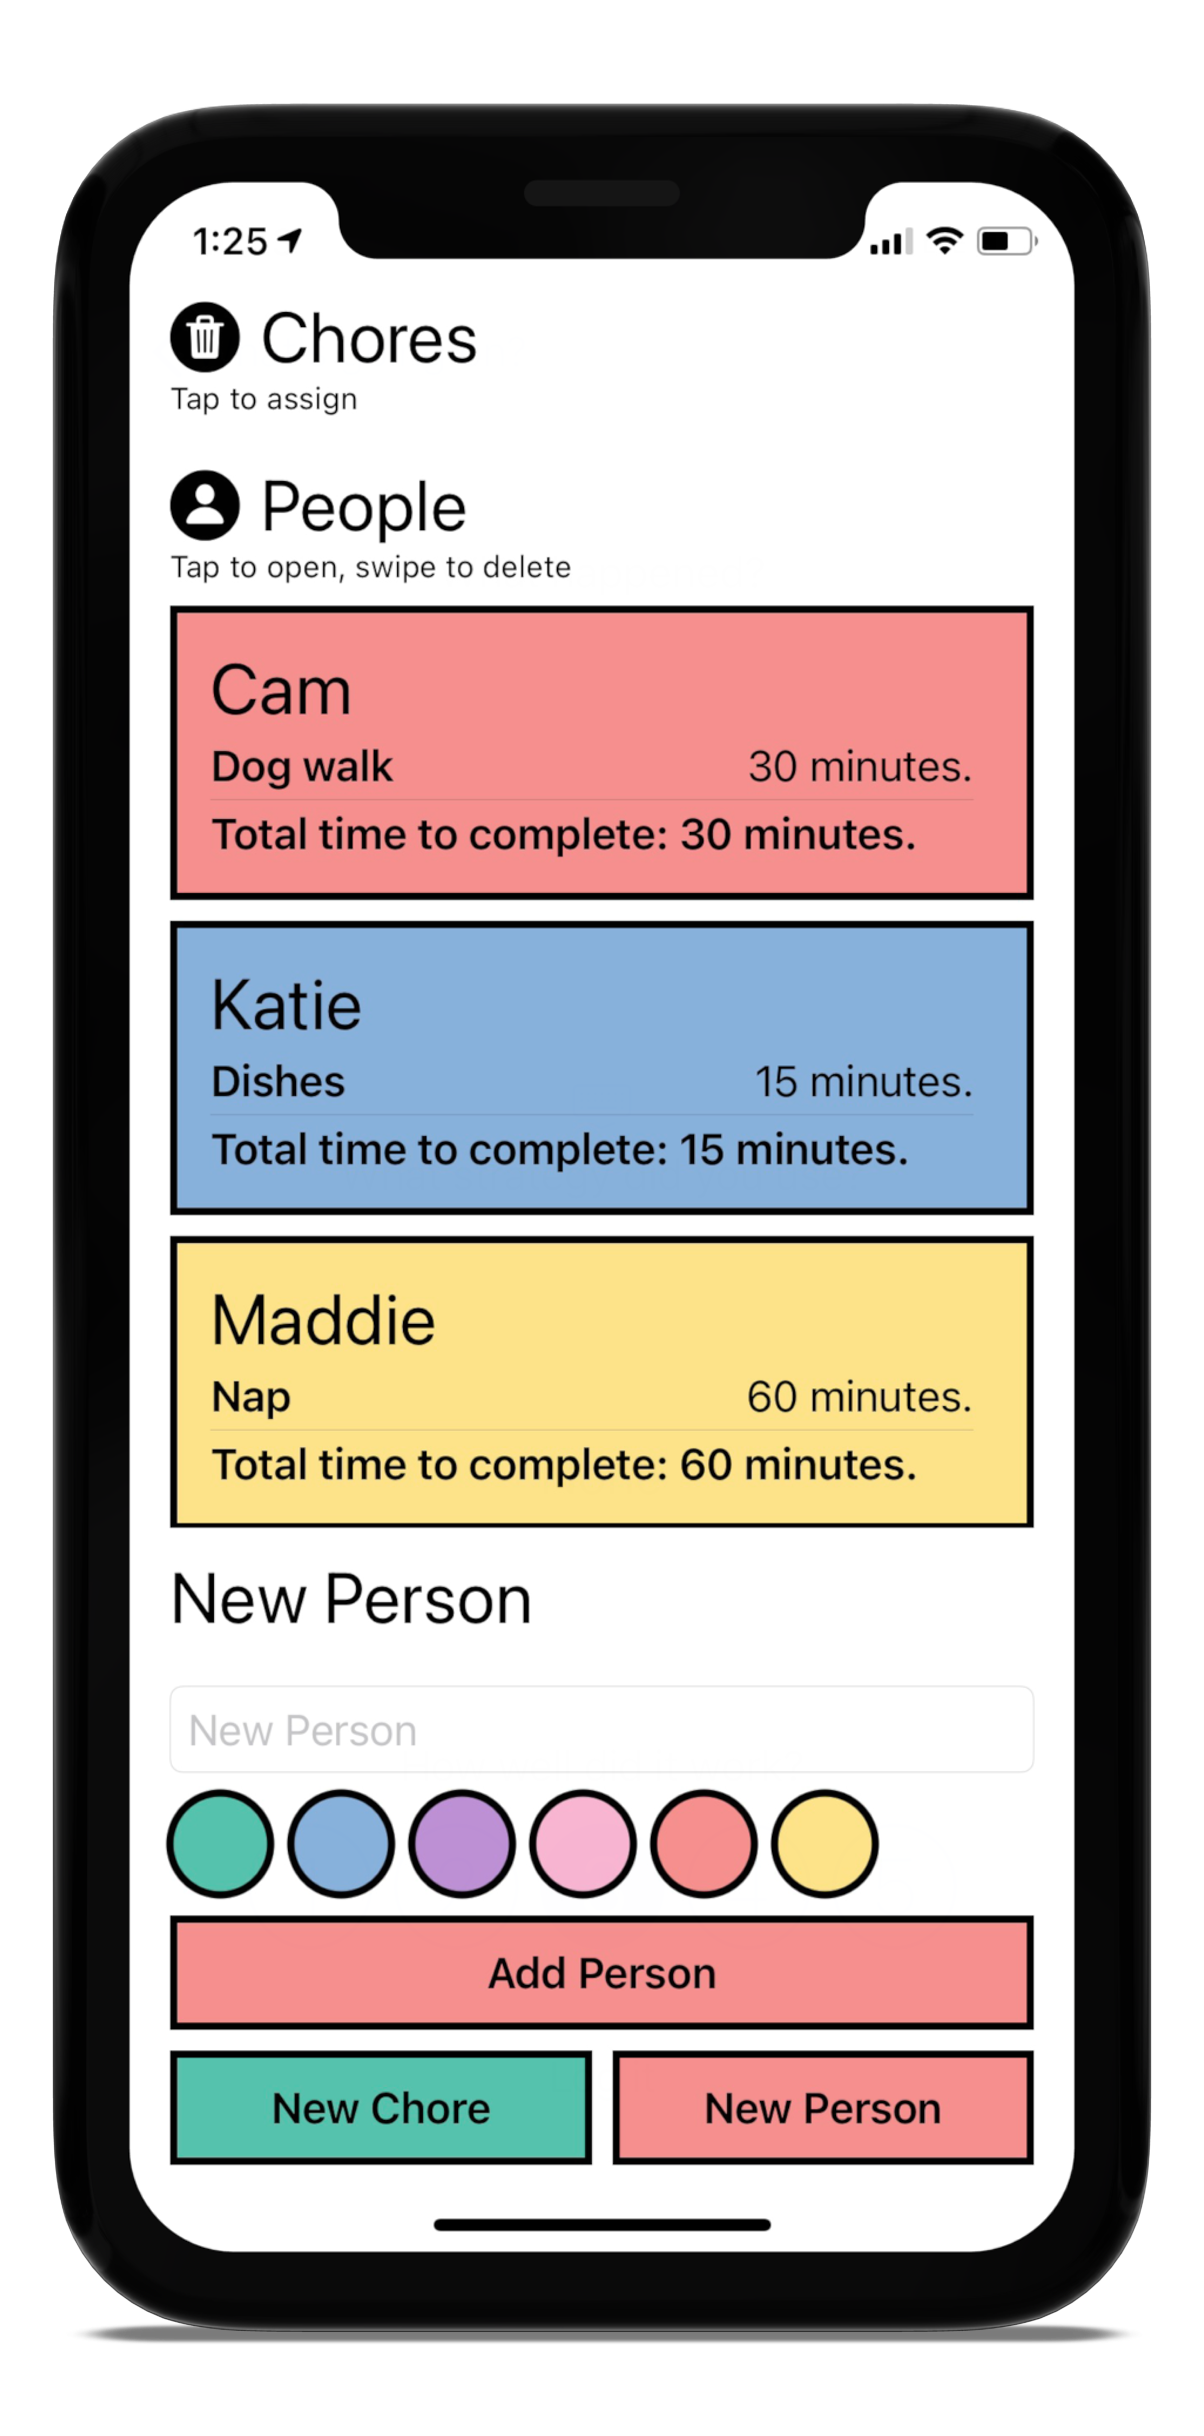 1:25
Chores
Tap to assign
People
Tap to open, swipe to delete
Cam
Dog walk 30 minutes.
Total time to complete: 30 minutes.
Katie
Dishes 15 minutes.
Total time to complete: 15 minutes.
Maddie
Nap 60 minutes.
Total time to complete: 60 minutes.
New Person
New Person
Add Person
New Chore New Person